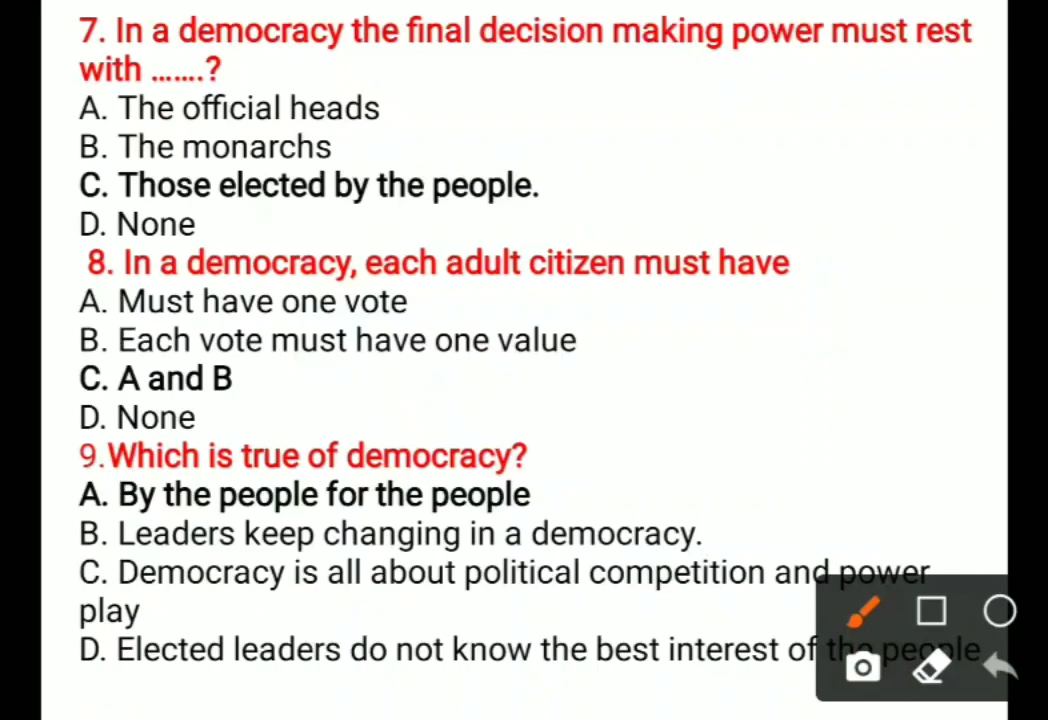 7. In a democracy the final decision making power must rest
with .......?
A. The official heads
B. The monarchs
C. Those elected by the people.
D. None
8. In a democracy, each adult citizen must have
A. Must have one vote
B. Each vote must have one value
C. A and B
D. None
9.Which is true of democracy?
A. By the people for the people
B. Leaders keep changing in a democracy.
C. Democracy is all about political competition and power
play
D. Elected leaders do not know the best interest of the people